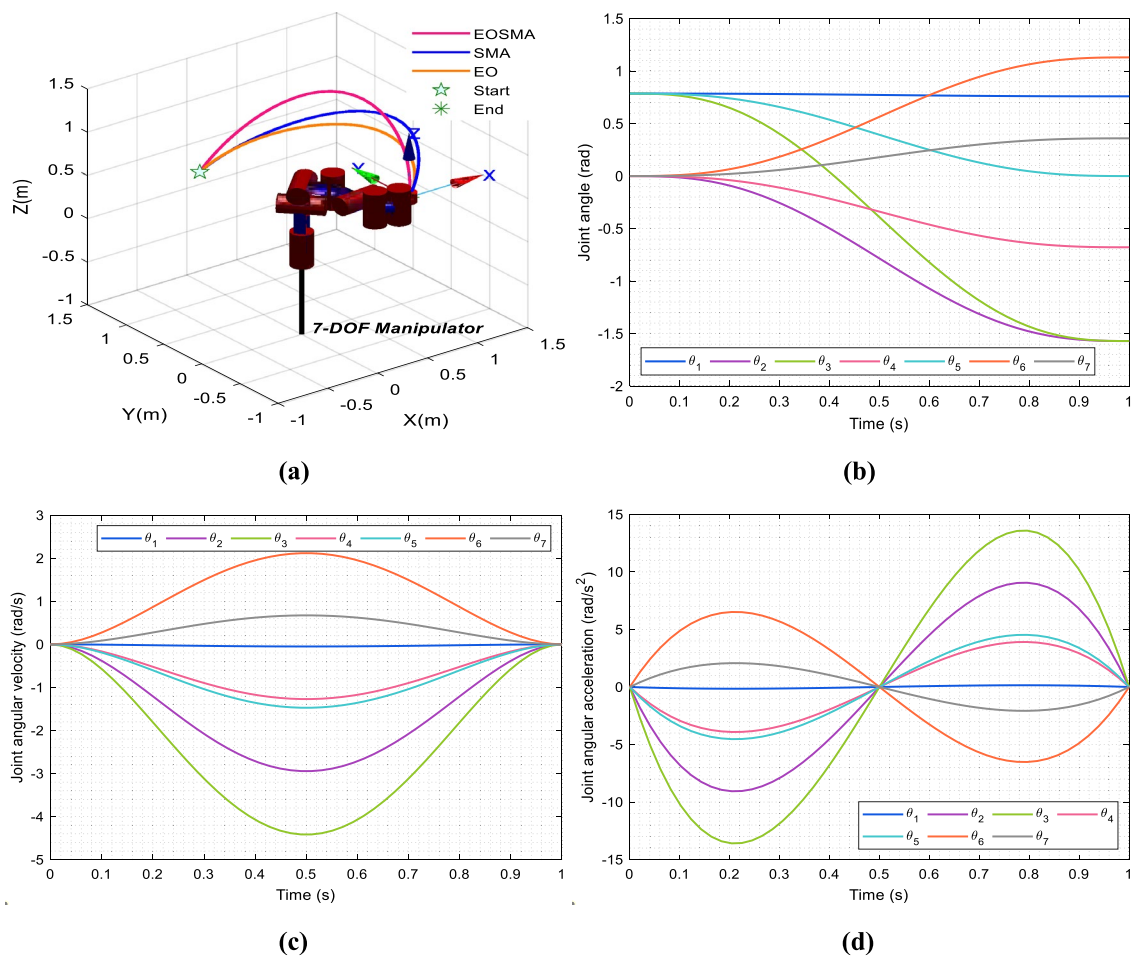 EOSMA
SMA
EO
Start
End
1.5
1
0.5
0
-0.5
-1
Z(m)
Z
Y
X
7-DOF Manipulator
1.5
1
0.5
0
-0.5
-1
Y(m)
-1
-0.5
0
0.5
1
1.5
X(m)
(a)
1.5
1
0.5
0
-0.5
-1
-1.5
-2
Joint angle (rad)
θ1 θ2 θ3 θ4 θ5 θ6 θ7
0 0.1 0.2 0.3 0.4 0.5 0.6 0.7 0.8 0.9 1
Time (s)
(b)
3
2
1
0
-1
-2
-3
-4
-5
Joint angular velocity (rad/s)
θ1 θ2 θ3 θ4 θ5 θ6 θ7
0 0.1 0.2 0.3 0.4 0.5 0.6 0.7 0.8 0.9 1
Time (s)
(c)
15
10
5
0
-5
-10
-15
Joint angular acceleration (rad/s²)
θ1 θ2 θ3 θ4
θ5 θ6 θ7
0 0.1 0.2 0.3 0.4 0.5 0.6 0.7 0.8 0.9 1
Time (s)
(d)